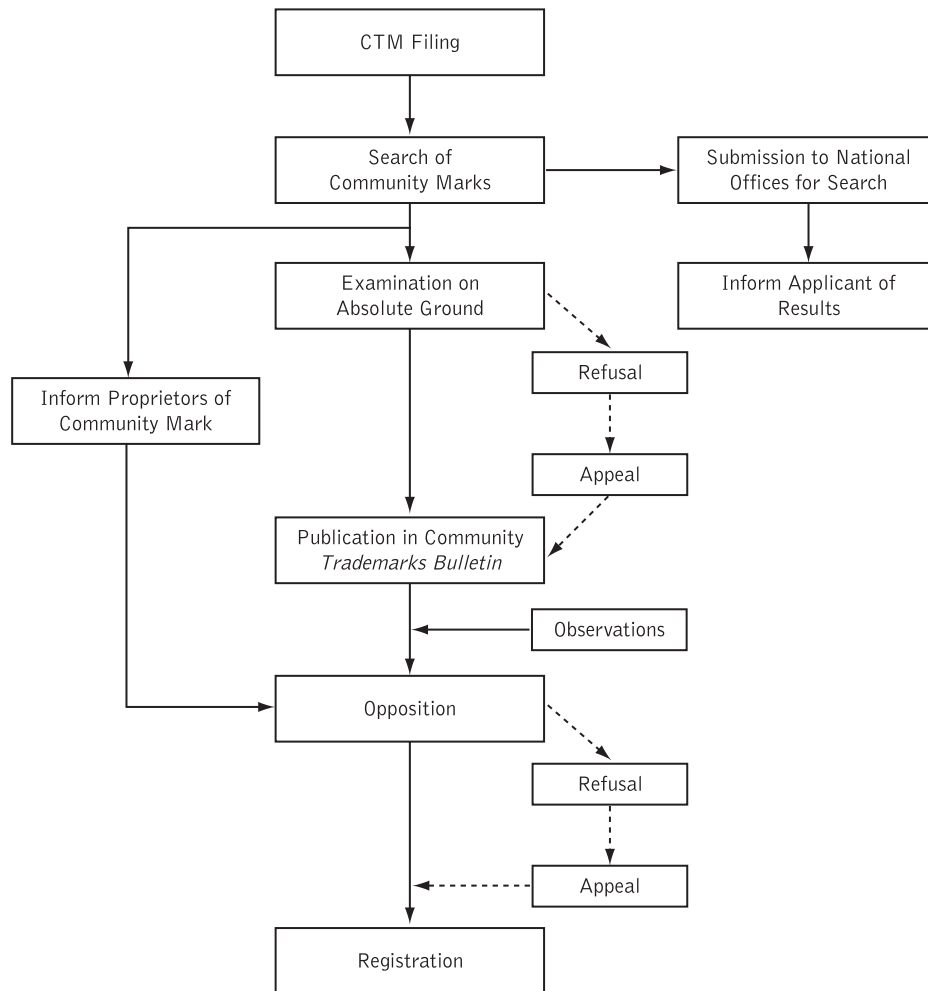 CTM Filing
Search of
Community Marks
Submission to National
Offices for Search
Examination on
Absolute Ground
Inform Applicant of
Results
Refusal
Inform Proprietors of
Community Mark
Appeal
Publication in Community
Trademarks Bulletin
Observations
Opposition
Refusal
Appeal
Registration